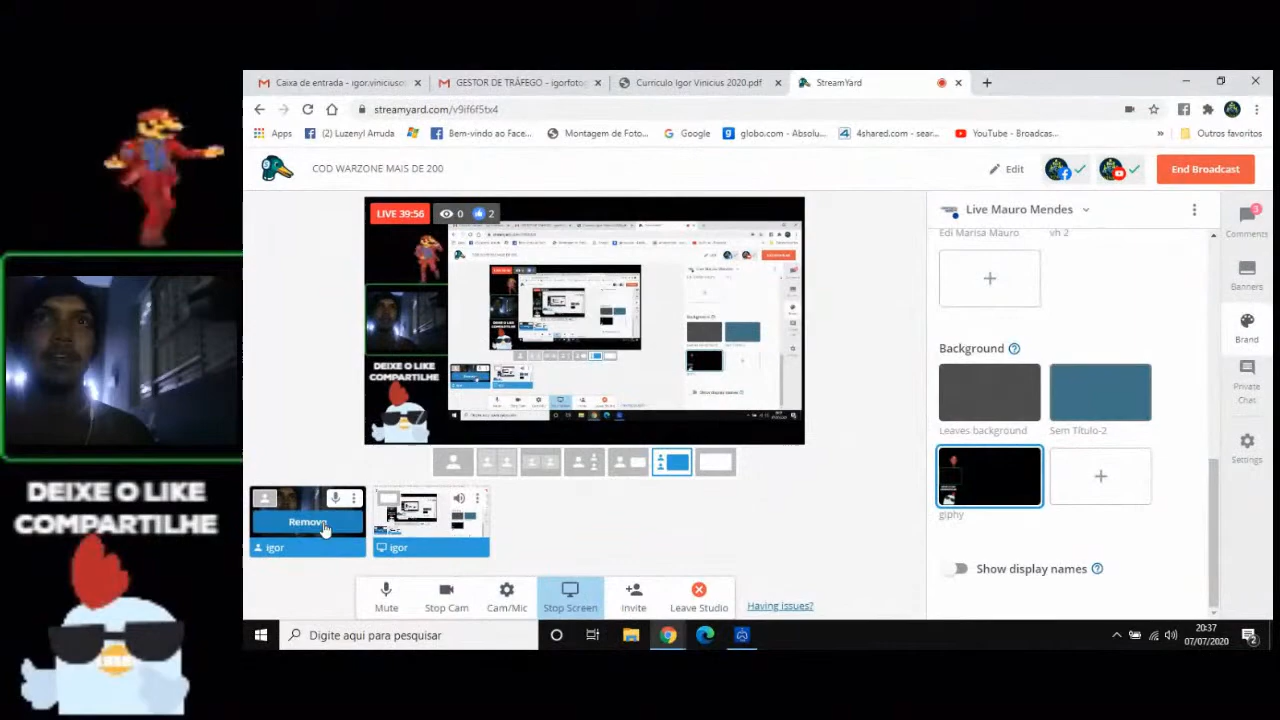 Caixa de entrada - igor.vinicius
GESTOR DE TRÁFEGO - igorfoto
Curriculo Igor Vinicius 2020.pdf
StreamYard
streamyard.com/v9if6f5tx4
Apps
(2) Luzenyl Arruda
Bem-vindo ao Face...
Montagem de Foto...
Google
globo.com - Absolu...
4shared.com - sear...
YouTube - Broadcas...
»
Outros favoritos
COD WARZONE MAIS DE 200
Edit
End Broadcast
LIVE 39:56
0
2
DEIXE O LIKE
COMPARTILHE
Live Mauro Mendes
Edi Marisa Mauro
vh 2
Background
Leaves background
Sem Título-2
giphy
Show display names
3
Comments
Banners
Brand
Private
Chat
Settings
Remove
igor
igor
Mute
Stop Cam
Cam/Mic
Stop Screen
Invite
Leave Studio
Having issues?
DEIXE O LIKE
COMPARTILHE
Digite aqui para pesquisar
20:37
07/07/2020
2